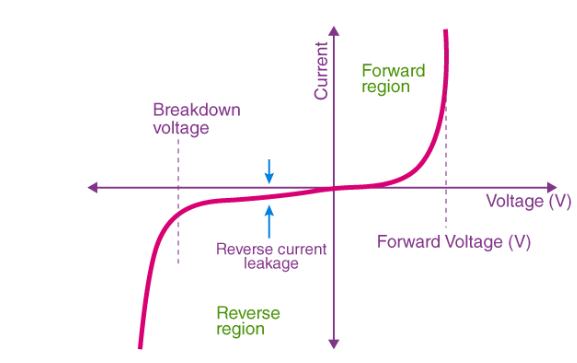 Current
Forward
region
Breakdown
voltage
Voltage (V)
Forward Voltage (V)
Reverse current
leakage
Reverse
region